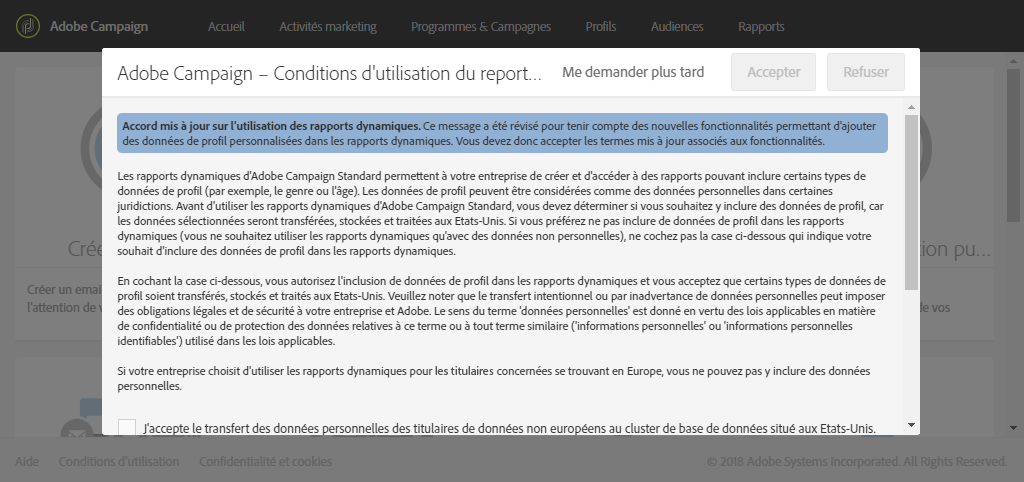 Adobe Campaign
Accueil
Activités marketing
Programmes & Campagnes
Profils
Audiences
Rapports
Adobe Campaign – Conditions d'utilisation du report...
Me demander plus tard
Accepter
Refuser
Accord mis à jour sur l'utilisation des rapports dynamiques. Ce message a été révisé pour tenir compte des nouvelles fonctionnalités permettant d'ajouter
des données de profil personnalisées dans les rapports dynamiques. Vous devez donc accepter les termes mis à jour associés aux fonctionnalités.
Les rapports dynamiques d'Adobe Campaign Standard permettent à votre entreprise de créer et d'accéder à des rapports pouvant inclure certains types de
données de profil (par exemple, le genre ou l'âge). Les données de profil peuvent être considérées comme des données personnelles dans certaines
juridictions. Avant d'utiliser les rapports dynamiques d'Adobe Campaign Standard, vous devez déterminer si vous souhaitez y inclure des données de profil, car
les données sélectionnées seront transférées, stockées et traitées aux Etats-Unis. Si vous préférez ne pas inclure de données de profil dans les rapports
dynamiques (vous ne souhaitez utiliser les rapports dynamiques qu'avec des données non personnelles), ne cochez pas la case ci-dessous qui indique votre
souhait d'inclure des données de profil dans les rapports dynamiques.
En cochant la case ci-dessous, vous autorisez l'inclusion de données de profil dans les rapports dynamiques et vous acceptez que certains types de données de
profil soient transférés, stockés et traités aux Etats-Unis. Veuillez noter que le transfert intentionnel ou par inadvertance de données personnelles peut imposer
des obligations légales et de sécurité à votre entreprise et Adobe. Le sens du terme 'données personnelles' est donné en vertu des lois applicables en matière
de confidentialité ou de protection des données relatives à ce terme ou à tout terme similaire ('informations personnelles' ou 'informations personnelles
identifiables') utilisé dans les lois applicables.
Si votre entreprise choisit d'utiliser les rapports dynamiques pour les titulaires concernées se trouvant en Europe, vous ne pouvez pas y inclure des données
personnelles.
J'accepte le transfert des données personnelles des titulaires de données non européens au cluster de base de données situé aux Etats-Unis.
Crée
ion pu...
Créer un emai
l'attention de v
de vos
Aide
Conditions d'utilisation
Confidentialité et cookies
© 2018 Adobe Systems Incorporated. All Rights Reserved.